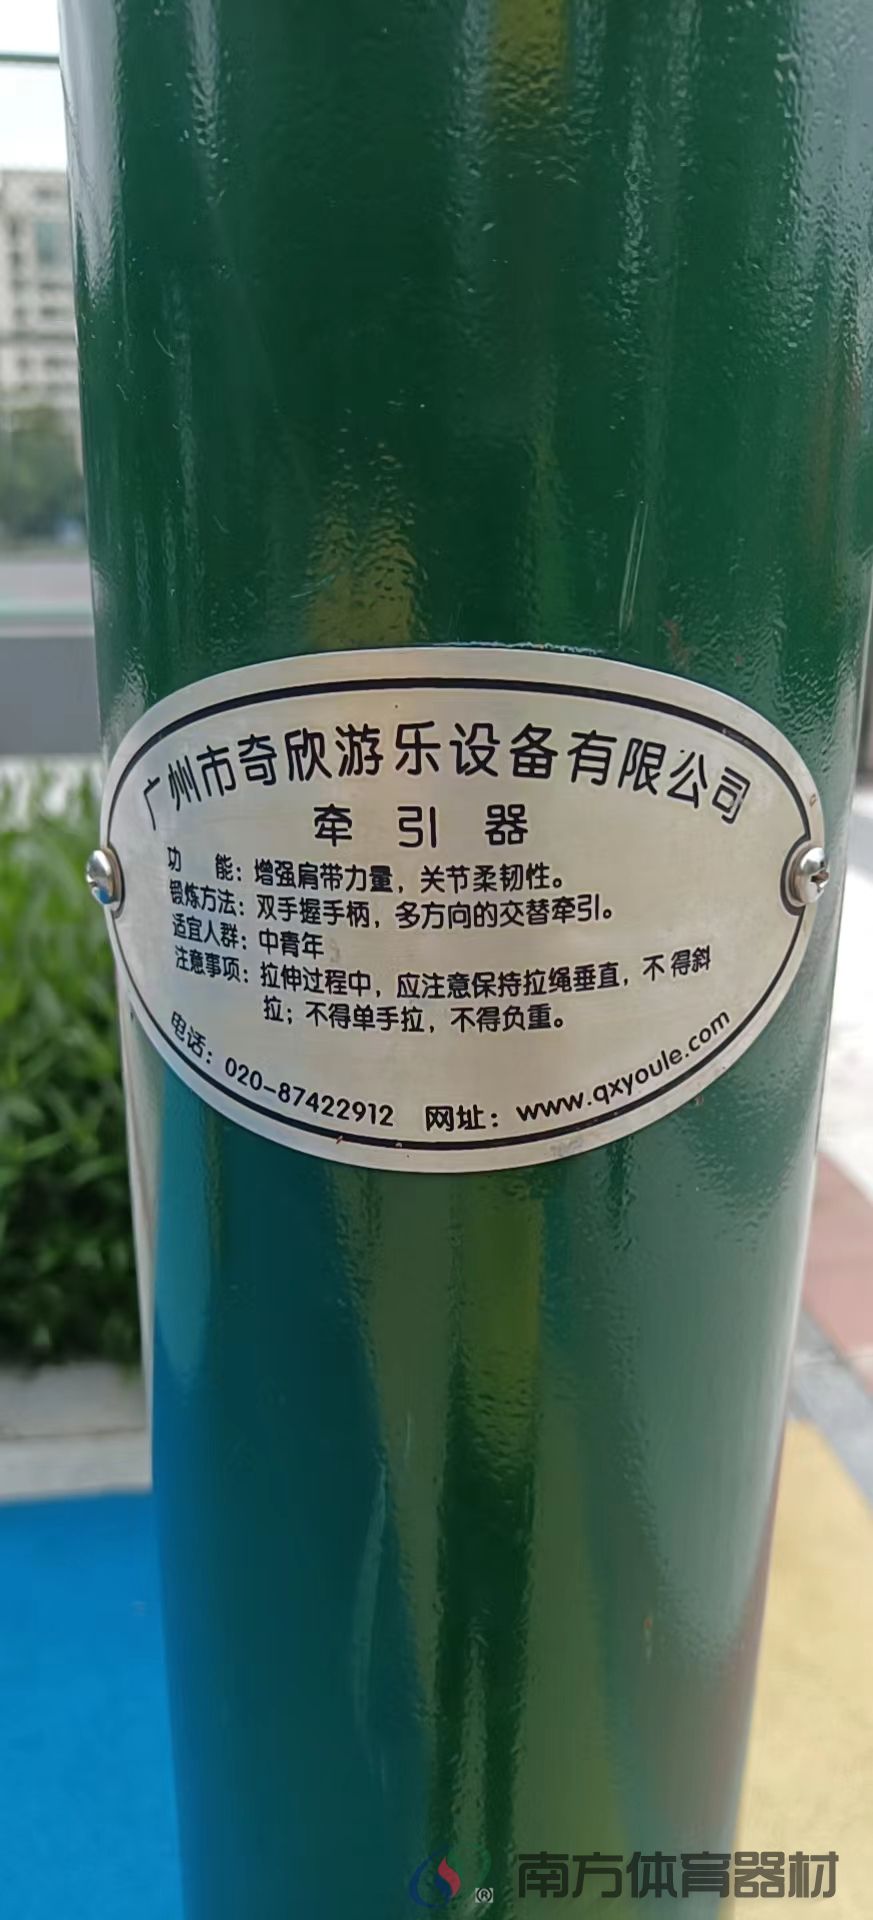 广州市奇欣游乐设备有限公司
牵引器
功能：增强肩带力量，关节柔韧性。
锻炼方法：双手握手柄，多方向的交替牵引。
适宜人群：中青年
注意事项：拉伸过程中，应注意保持拉绳垂直，不得斜
拉；不得单手拉，不得负重。
电话：020-87422912 网址：www.qxyoule.com
® 南方体育器材